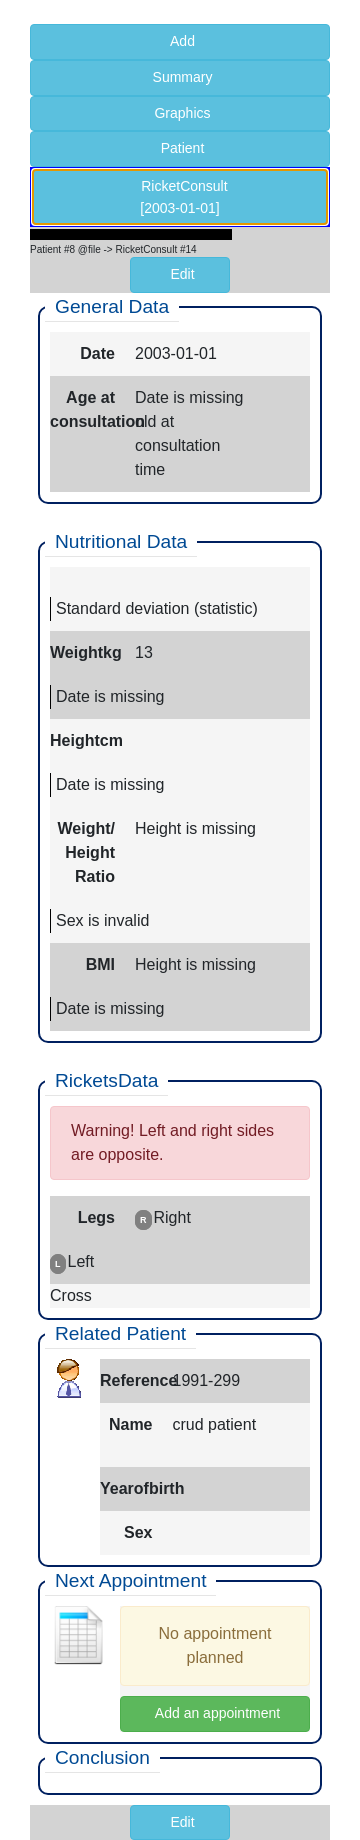 Add
Summary
Graphics
Patient
RicketConsult
[2003-01-01]
Patient #8 @file -> RicketConsult #14
Edit
General Data
Date 2003-01-01
Age at Date is missing
consultation old at
consultation
time
Nutritional Data
Standard deviation (statistic)
Weightkg 13
Date is missing
Heightcm
Date is missing
Weight/ Height is missing
Height
Ratio
Sex is invalid
BMI Height is missing
Date is missing
RicketsData
Warning! Left and right sides
are opposite.
Legs R Right
L Left
Cross
Related Patient
Reference 1991-299
Name crud patient
Yearofbirth
Sex
Next Appointment
No appointment
planned
Add an appointment
Conclusion
Edit